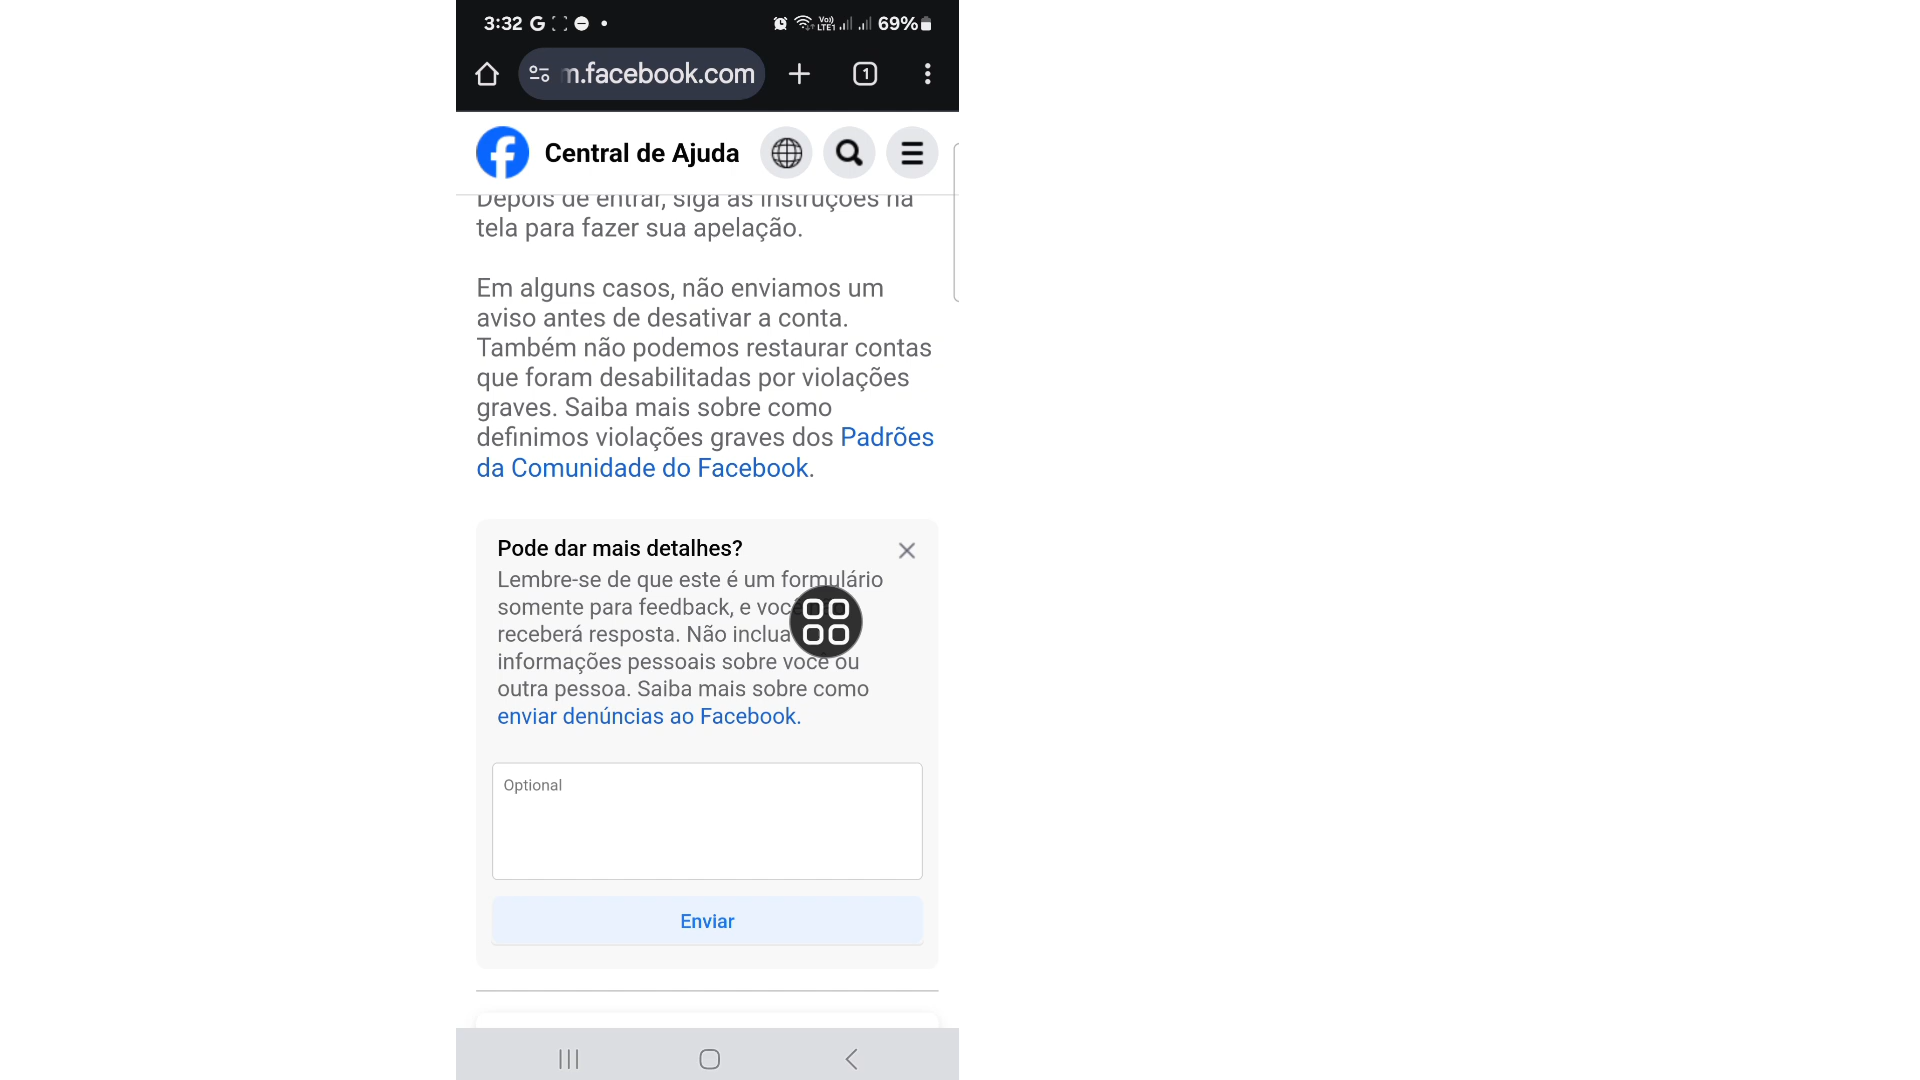 3:32 G
Vo)) LTE1 69%
m.facebook.com
1
Central de Ajuda
Depois de entrar, siga as instruções na
tela para fazer sua apelação.
Em alguns casos, não enviamos um
aviso antes de desativar a conta.
Também não podemos restaurar contas
que foram desabilitadas por violações
graves. Saiba mais sobre como
definimos violações graves dos Padrões
da Comunidade do Facebook.
Pode dar mais detalhes?
Lembre-se de que este é um formulário
somente para feedback, e você
receberá resposta. Não inclua
informações pessoais sobre você ou
outra pessoa. Saiba mais sobre como
enviar denúncias ao Facebook.
Optional
Enviar